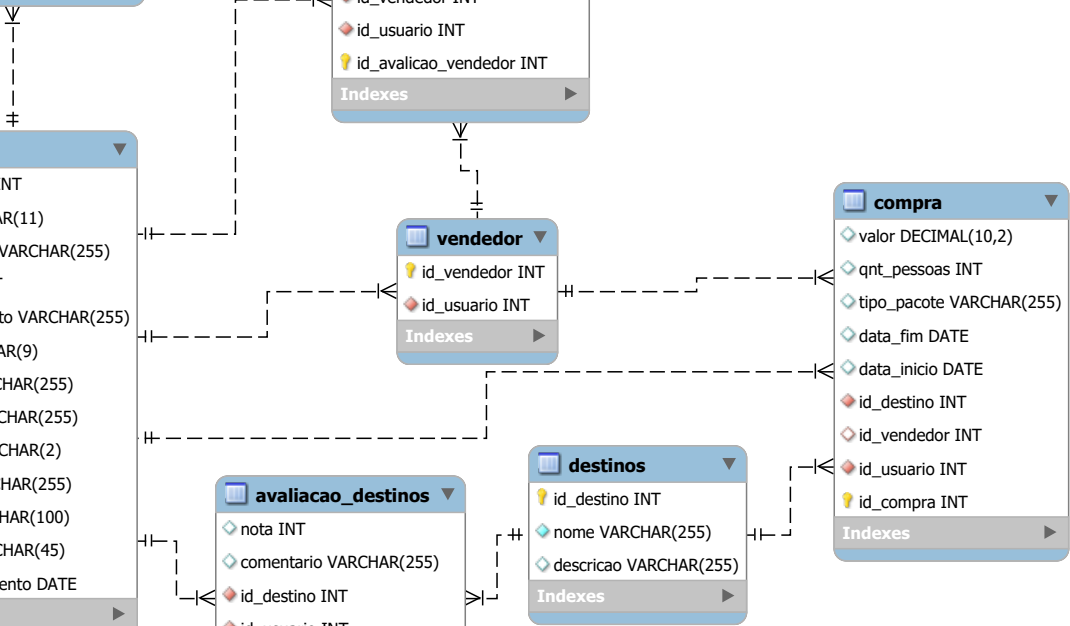 id_usuario INT
id_avalicao_vendedor INT
Indexes
NT
R(11)
VARCHAR(255)
to VARCHAR(255)
AR(9)
CHAR(255)
CHAR(255)
CHAR(2)
HAR(255)
HAR(100)
CHAR(45)
ento DATE
vendedor
id_vendedor INT
id_usuario INT
Indexes
compra
valor DECIMAL(10,2)
qnt_pessoas INT
tipo_pacote VARCHAR(255)
data_fim DATE
data_inicio DATE
id_destino INT
id_vendedor INT
id_usuario INT
id_compra INT
Indexes
avaliacao_destinos
nota INT
comentario VARCHAR(255)
id_destino INT
destinos
id_destino INT
nome VARCHAR(255)
descricao VARCHAR(255)
Indexes